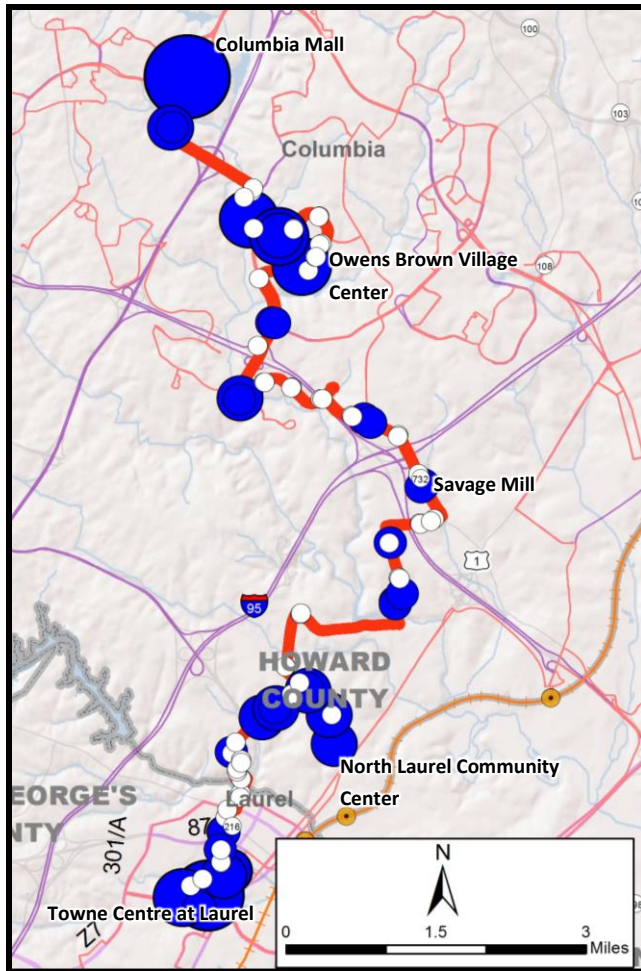 Columbia Mall
100
103
Columbia
Owens Brown Village
Center
108
732
Savage Mill
1
95
HOWARD
COUNTY
North Laurel Community
Center
EORGE'S
NTY
Laurel
87
216
301/A
Z7
Towne Centre at Laurel
N
0
1.5
3
Miles